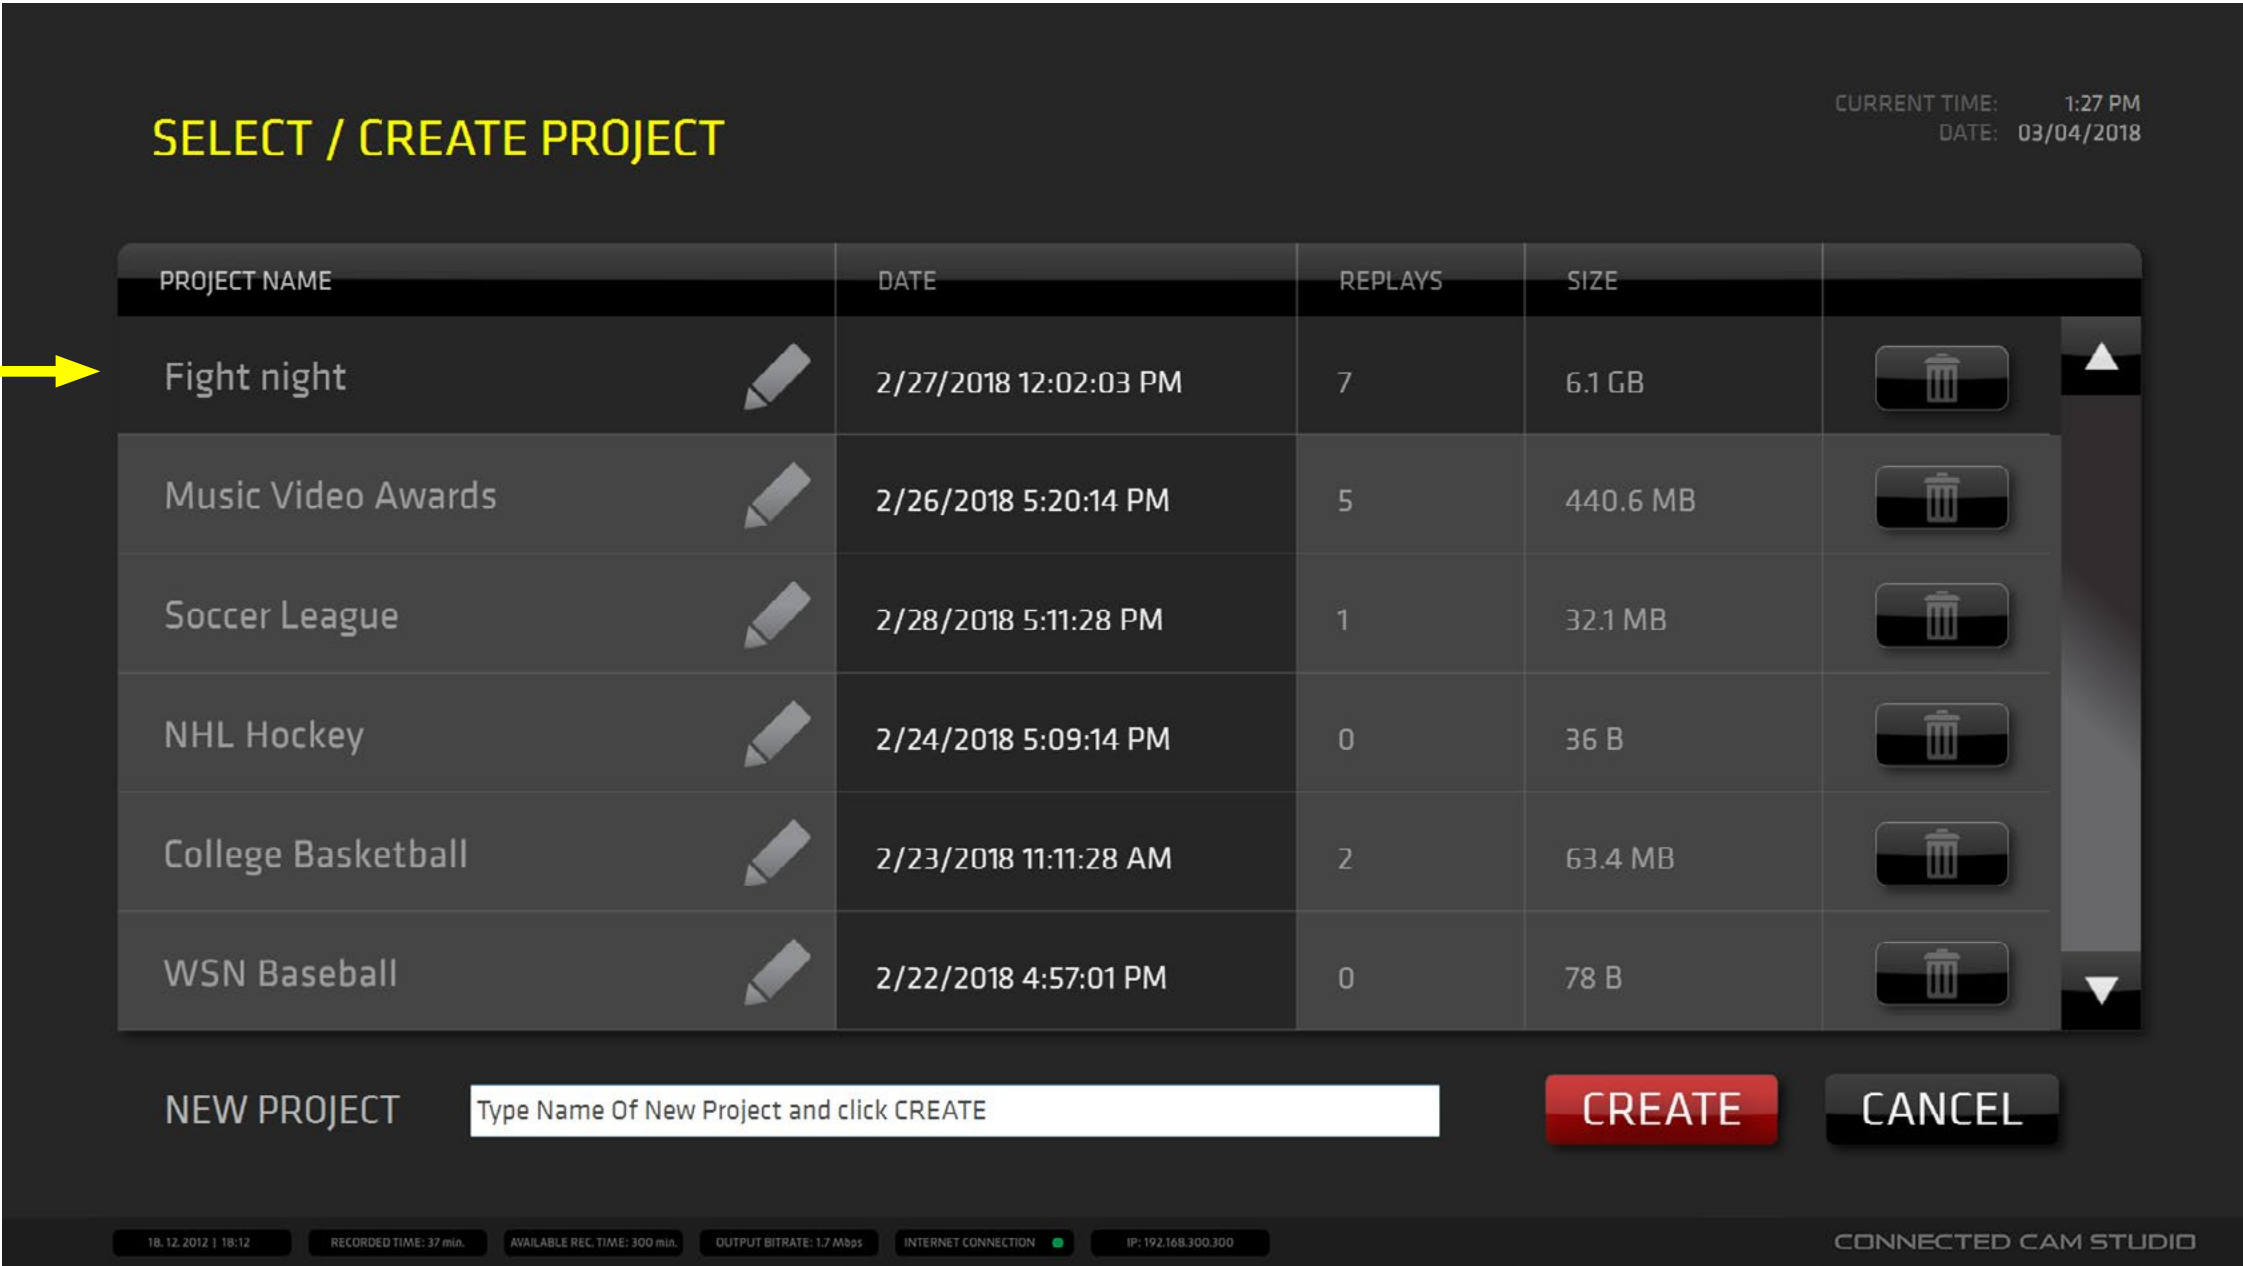 CURRENT TIME: 1:27 PM
SELECT / CREATE PROJECT
DATE: 03/04/2018
PROJECT NAME DATE REPLAYS SIZE
Fight night 2/27/2018 12:02:03 PM 7 6.1 GB
Music Video Awards 2/26/2018 5:20:14 PM 5 440.6 MB
Soccer League 2/28/2018 5:11:28 PM 1 32.1 MB
NHL Hockey 2/24/2018 5:09:14 PM 0 36 B
College Basketball 2/23/2018 11:11:28 AM 2 63.4 MB
WSN Baseball 2/22/2018 4:57:01 PM 0 78 B
NEW PROJECT Type Name Of New Project and click CREATE CREATE CANCEL
18. 12. 2012 | 18:12 RECORDED TIME: 37 min. AVAILABLE REC. TIME: 300 min. OUTPUT BITRATE: 1.7 Mbps INTERNET CONNECTION IP: 192.168.300.300 CONNECTED CAM STUDIO